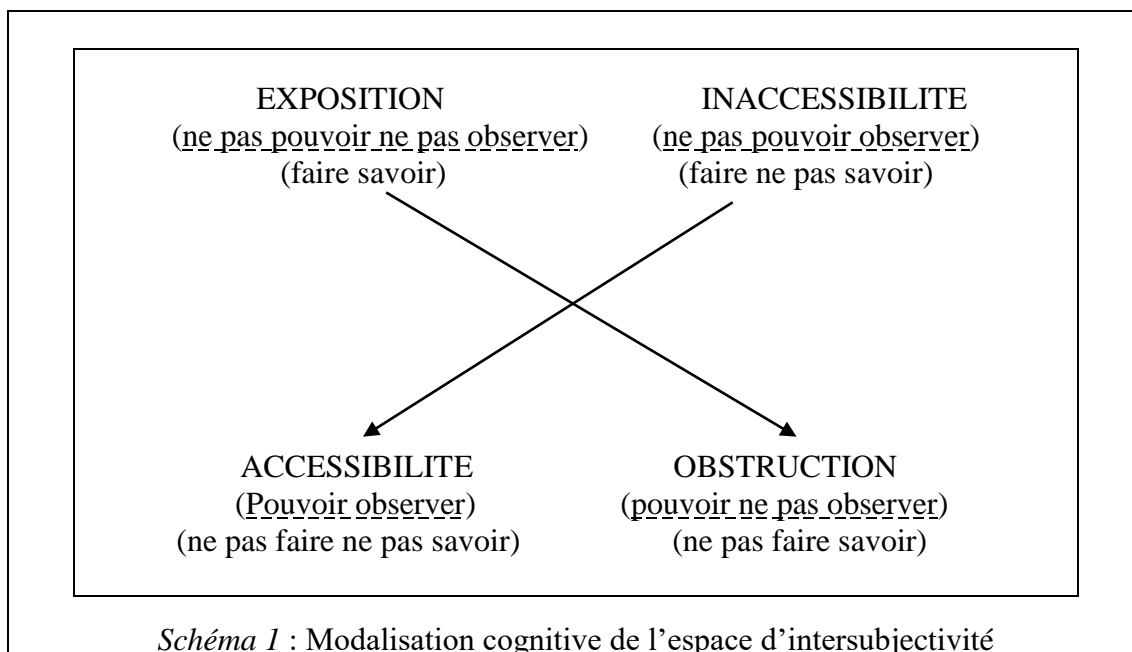 EXPOSITION INACCESSIBILITE
(ne pas pouvoir ne pas observer) (ne pas pouvoir observer)
(faire savoir) (faire ne pas savoir)
ACCESSIBILITE OBSTRUCTION
(Pouvoir observer) (pouvoir ne pas observer)
(ne pas faire ne pas savoir) (ne pas faire savoir)
Schéma 1 : Modalisation cognitive de l’espace d’intersubjectivité